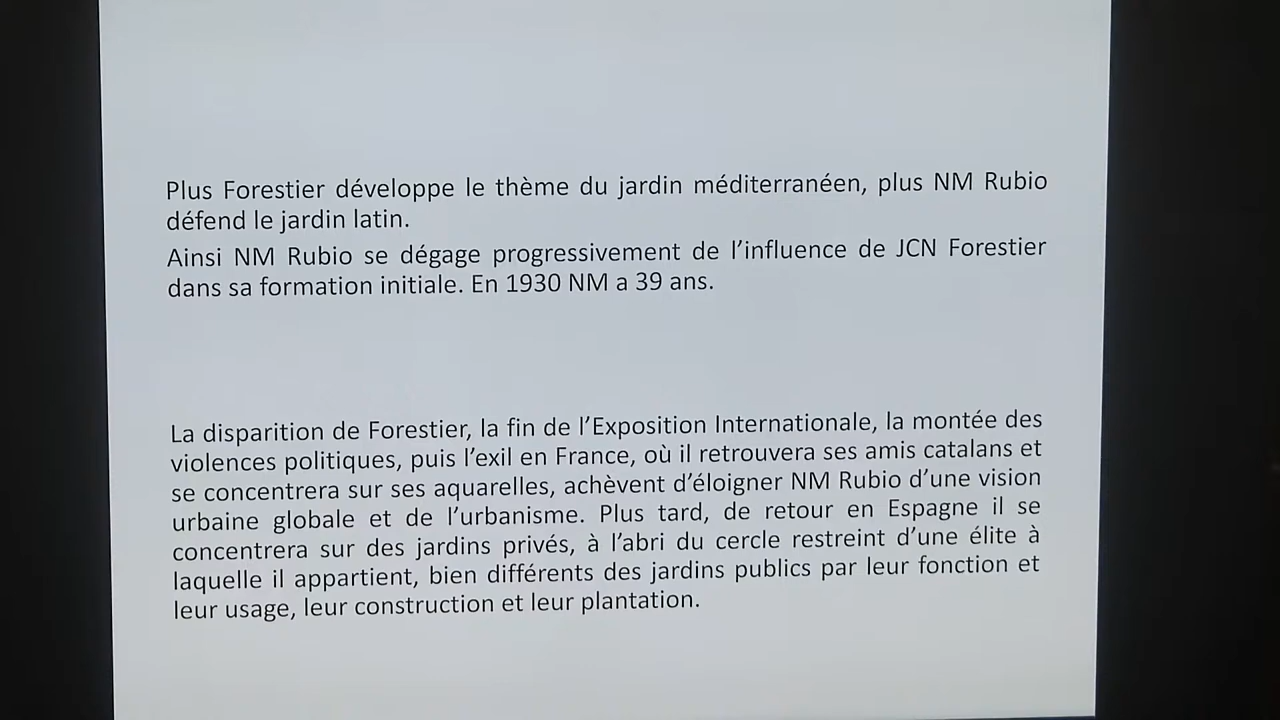 Plus Forestier développe le thème du jardin méditerranéen, plus NM Rubio
défend le jardin latin.
Ainsi NM Rubio se dégage progressivement de l’influence de JCN Forestier
dans sa formation initiale. En 1930 NM a 39 ans.
La disparition de Forestier, la fin de l’Exposition Internationale, la montée des
violences politiques, puis l’exil en France, où il retrouvera ses amis catalans et
se concentrera sur ses aquarelles, achèvent d’éloigner NM Rubio d’une vision
urbaine globale et de l’urbanisme. Plus tard, de retour en Espagne il se
concentrera sur des jardins privés, à l’abri du cercle restreint d’une élite à
laquelle il appartient, bien différents des jardins publics par leur fonction et
leur usage, leur construction et leur plantation.